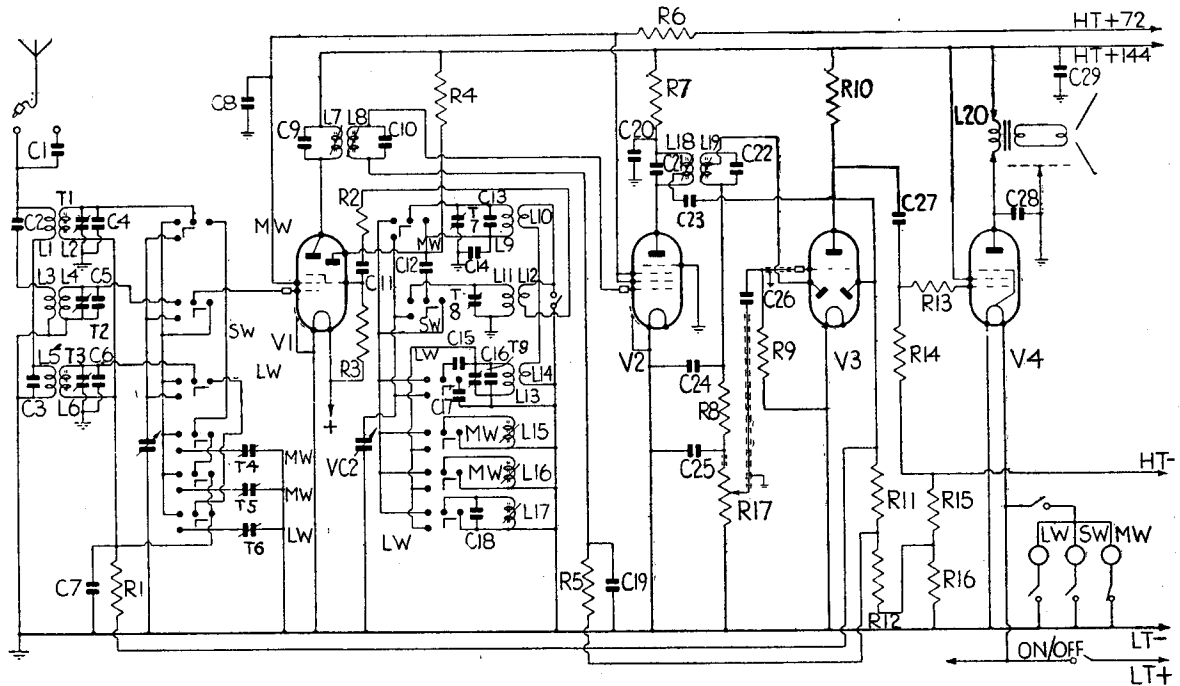 R6
HT+72
HT+144
C8
L7
L8
R4
R7
R10
C29
C9
C10
C20
L20
C1
L18
L19
C21
C22
T1
R2
C13
C23
C27
C28
C2
C4
MW
T7
L10
L1
L2
MW
L9
C12
C14
L3
L4
C5
C11
L11
L12
C26
R13
T8
T2
SW
SW
V1
R3
V2
R9
V3
R14
V4
C15
L5
T3
C6
LW
LW
C16
T9
L14
C24
C3
L6
C17
L13
R8
+
MW
L15
T4
MW
VC2
C25
HT-
MW
L16
R17
R11
R15
T5
MW
L17
LW
SW
MW
T6
LW
LW
C18
C7
R1
R5
C19
R16
R12
LT-
ON/OFF
LT+